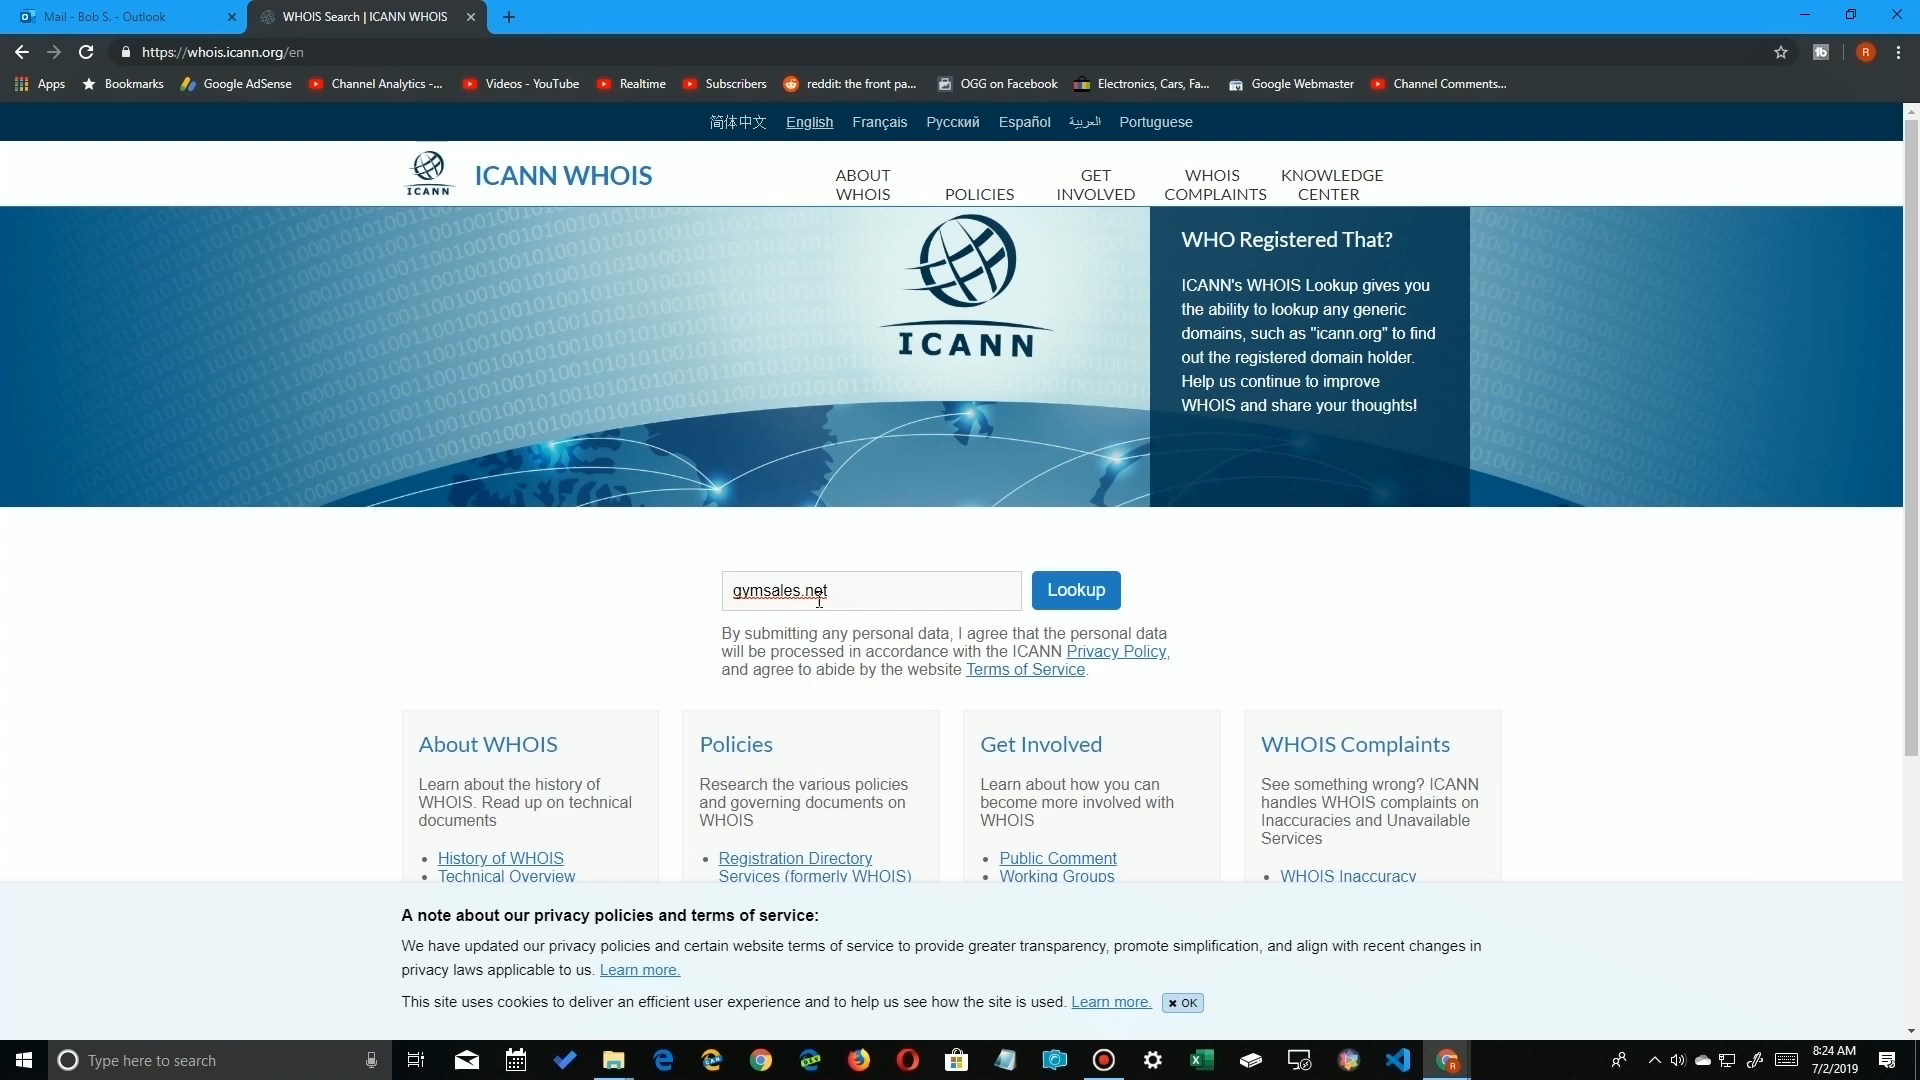 Mail - Bob S. - Outlook
WHOIS Search | ICANN WHOIS
https://whois.icann.org/en
Apps
Bookmarks
Google AdSense
Channel Analytics -...
Videos - YouTube
Realtime
Subscribers
reddit: the front pa...
OGG on Facebook
Electronics, Cars, Fa...
Google Webmaster
Channel Comments...
简体中文 English Français Русский Español العربية Portuguese
ICANN
ICANN WHOIS
ABOUT
WHOIS
POLICIES
GET
INVOLVED
WHOIS
COMPLAINTS
KNOWLEDGE
CENTER
ICANN
WHO Registered That?
ICANN's WHOIS Lookup gives you
the ability to lookup any generic
domains, such as "icann.org" to find
out the registered domain holder.
Help us continue to improve
WHOIS and share your thoughts!
gymsales.net
Lookup
By submitting any personal data, I agree that the personal data
will be processed in accordance with the ICANN Privacy Policy,
and agree to abide by the website Terms of Service.
About WHOIS
Learn about the history of
WHOIS. Read up on technical
documents
• History of WHOIS
• Technical Overview
Policies
Research the various policies
and governing documents on
WHOIS
• Registration Directory
Services (formerly WHOIS)
Get Involved
Learn about how you can
become more involved with
WHOIS
• Public Comment
• Working Groups
WHOIS Complaints
See something wrong? ICANN
handles WHOIS complaints on
Inaccuracies and Unavailable
Services
• WHOIS Inaccuracy
A note about our privacy policies and terms of service:
We have updated our privacy policies and certain website terms of service to provide greater transparency, promote simplification, and align with recent changes in
privacy laws applicable to us. Learn more.
This site uses cookies to deliver an efficient user experience and to help us see how the site is used. Learn more. ✖ OK
Type here to search
8:24 AM
7/2/2019